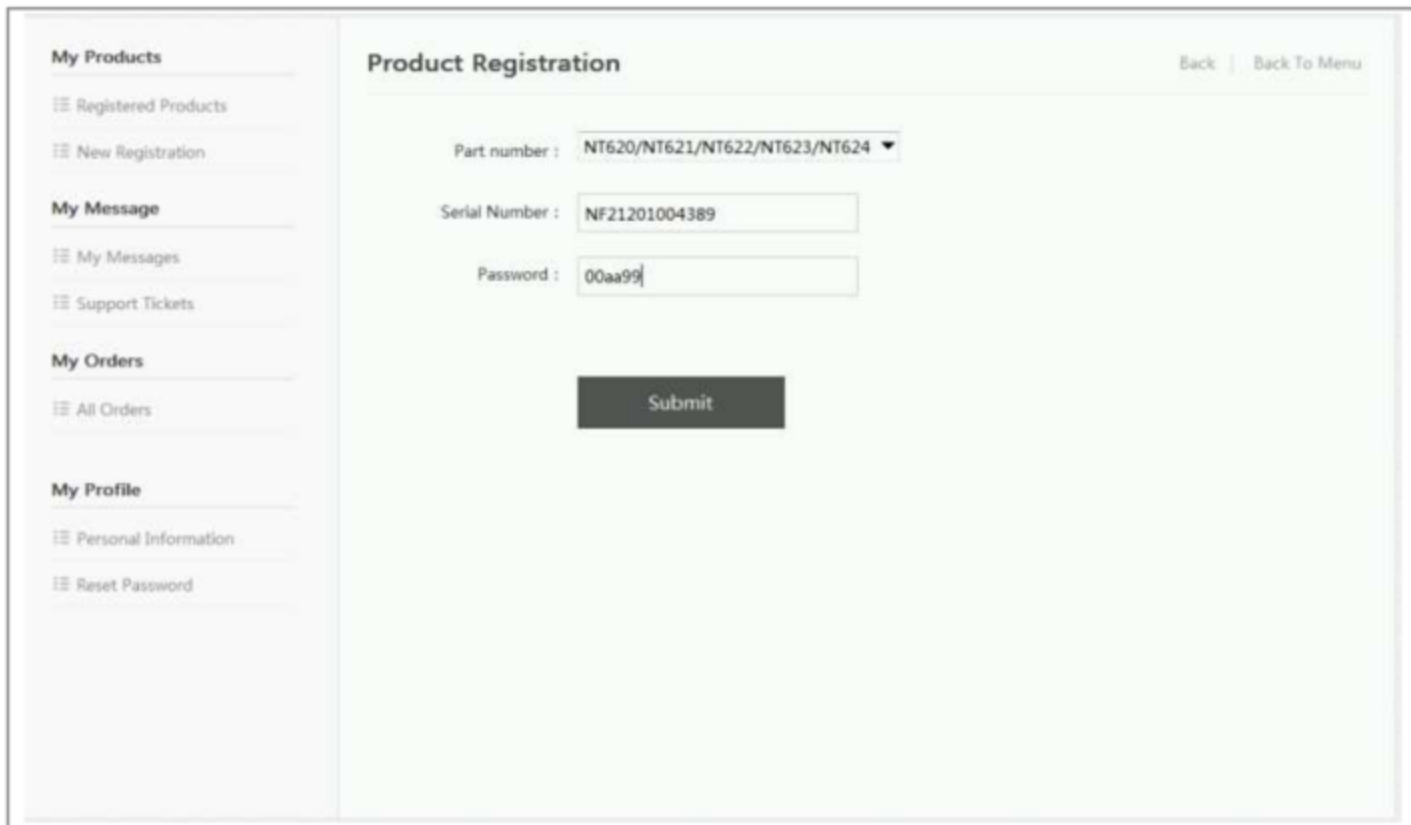 My Products
Registered Products
New Registration
My Message
My Messages
Support Tickets
My Orders
All Orders
My Profile
Personal Information
Reset Password
Product Registration
Back | Back To Menu
Part number : NT620/NT621/NT622/NT623/NT624
Serial Number : NF21201004389
Password : 00aa99
Submit